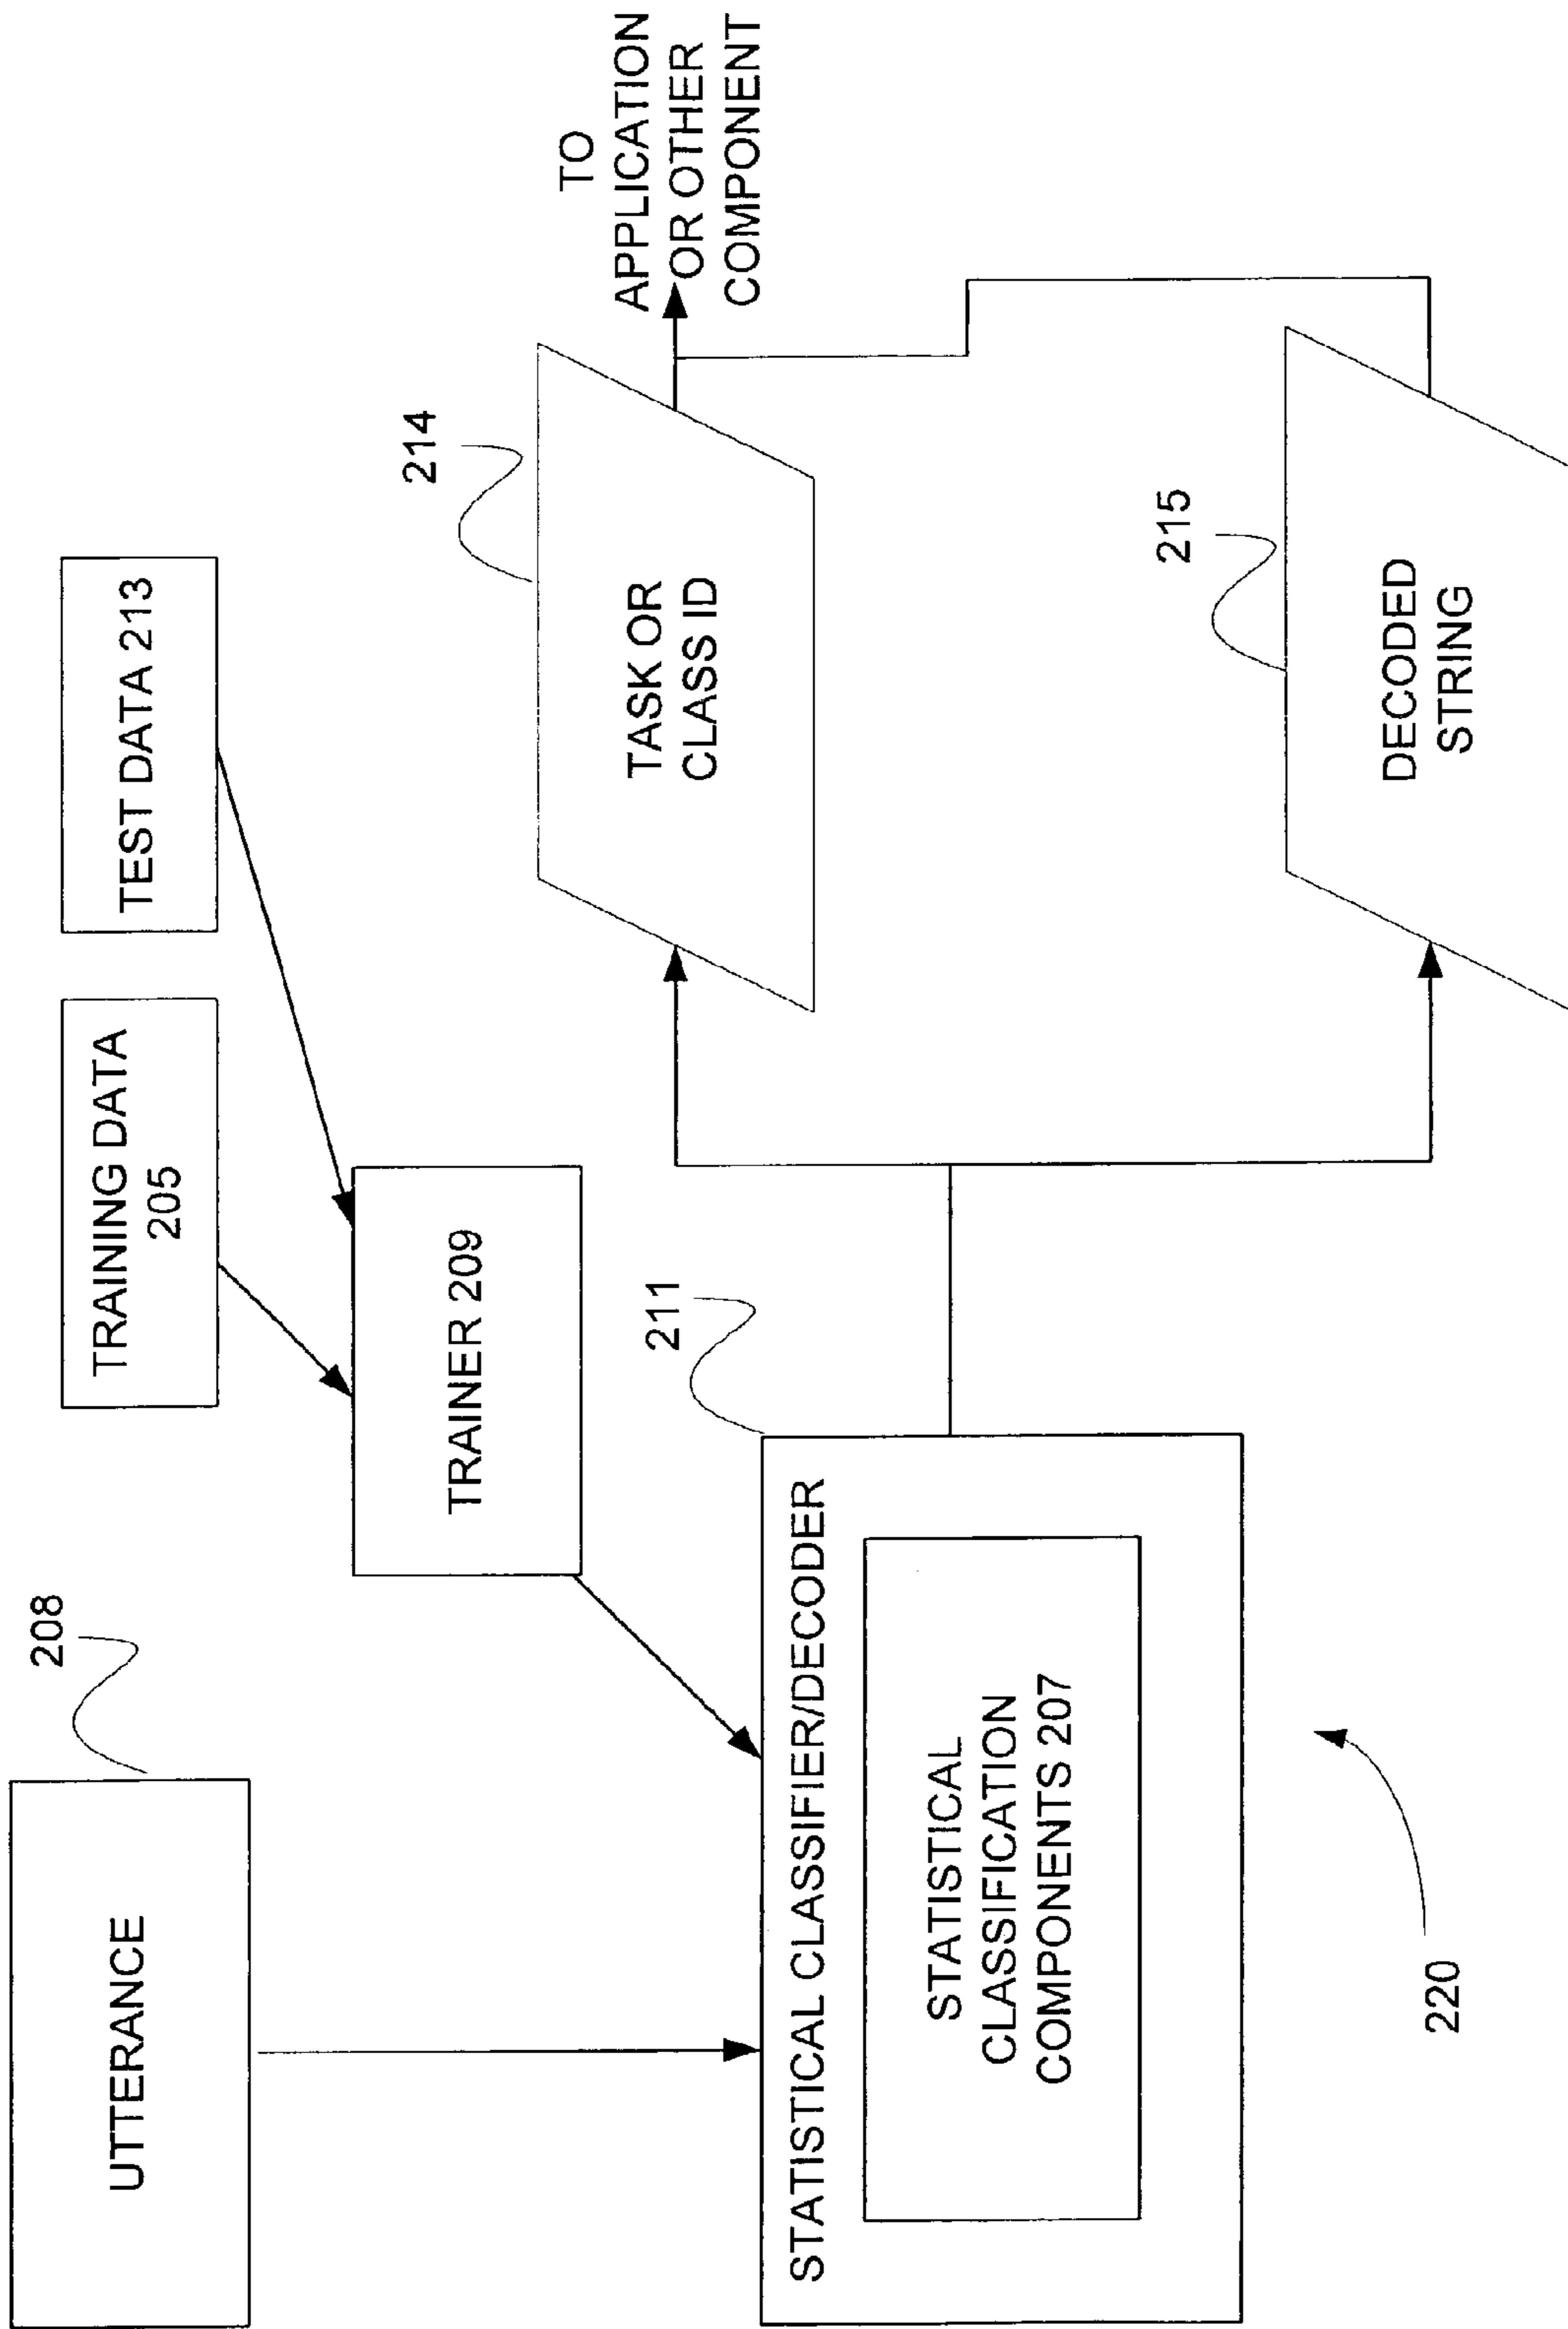 UTTERANCE
208
TRAINING DATA
205
TEST DATA 213
TRAINER 209
211
STATISTICAL CLASSIFIER/DECODER
STATISTICAL
CLASSIFICATION
COMPONENTS 207
220
214
TASK OR
CLASS ID
TO
APPLICATION
OR OTHER
COMPONENT
215
DECODED
STRING